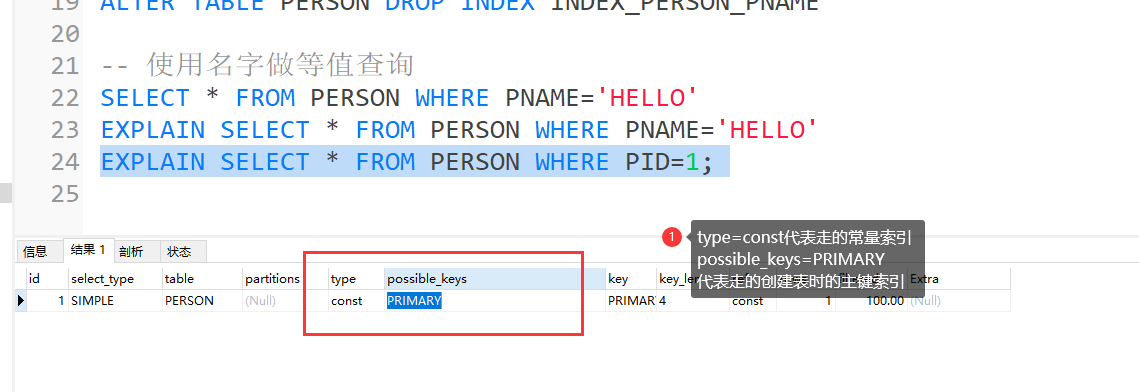 19 ALTER TABLE PERSON DROP INDEX INDEX_PERSON_PNAME
20
21 -- 使用名字做等值查询
22 SELECT * FROM PERSON WHERE PNAME='HELLO'
23 EXPLAIN SELECT * FROM PERSON WHERE PNAME='HELLO'
24 EXPLAIN SELECT * FROM PERSON WHERE PID=1;
25
1 type=const代表走的常量索引
possible_keys=PRIMARY
代表走的创建表时的主键索引
信息 结果 1 剖析 状态
id select_type table partitions type possible_keys key key_len Extra
1 SIMPLE PERSON (Null) const PRIMARY PRIMAR 4 const 1 100.00 (Null)